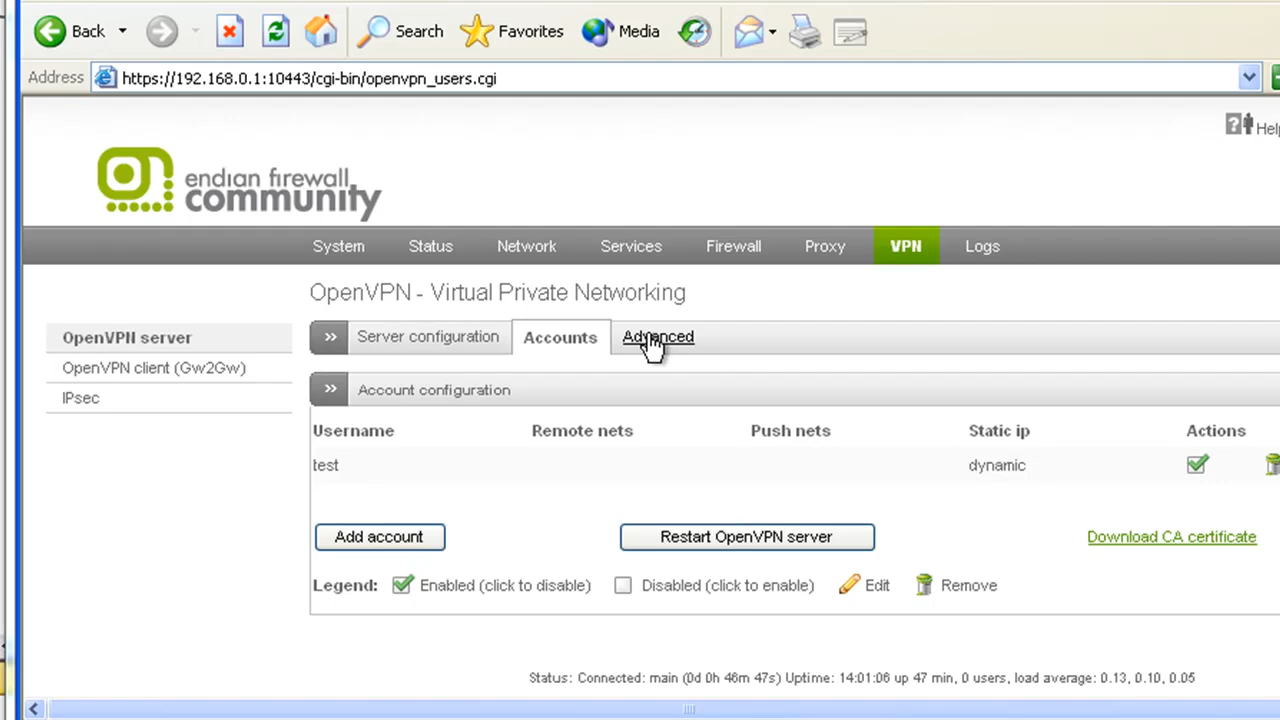 Back Search Favorites Media
Address https://192.168.0.1:10443/cgi-bin/openvpn_users.cgi
Help
endian firewall
community
System Status Network Services Firewall Proxy VPN Logs
OpenVPN - Virtual Private Networking
OpenVPN server
OpenVPN client (Gw2Gw)
IPsec
Server configuration Accounts Advanced
Account configuration
Username Remote nets Push nets Static ip Actions
test dynamic
Add account Restart OpenVPN server Download CA certificate
Legend: Enabled (click to disable) Disabled (click to enable) Edit Remove
Status: Connected: main (0d 0h 46m 47s) Uptime: 14:01:06 up 47 min, 0 users, load average: 0.13, 0.10, 0.05